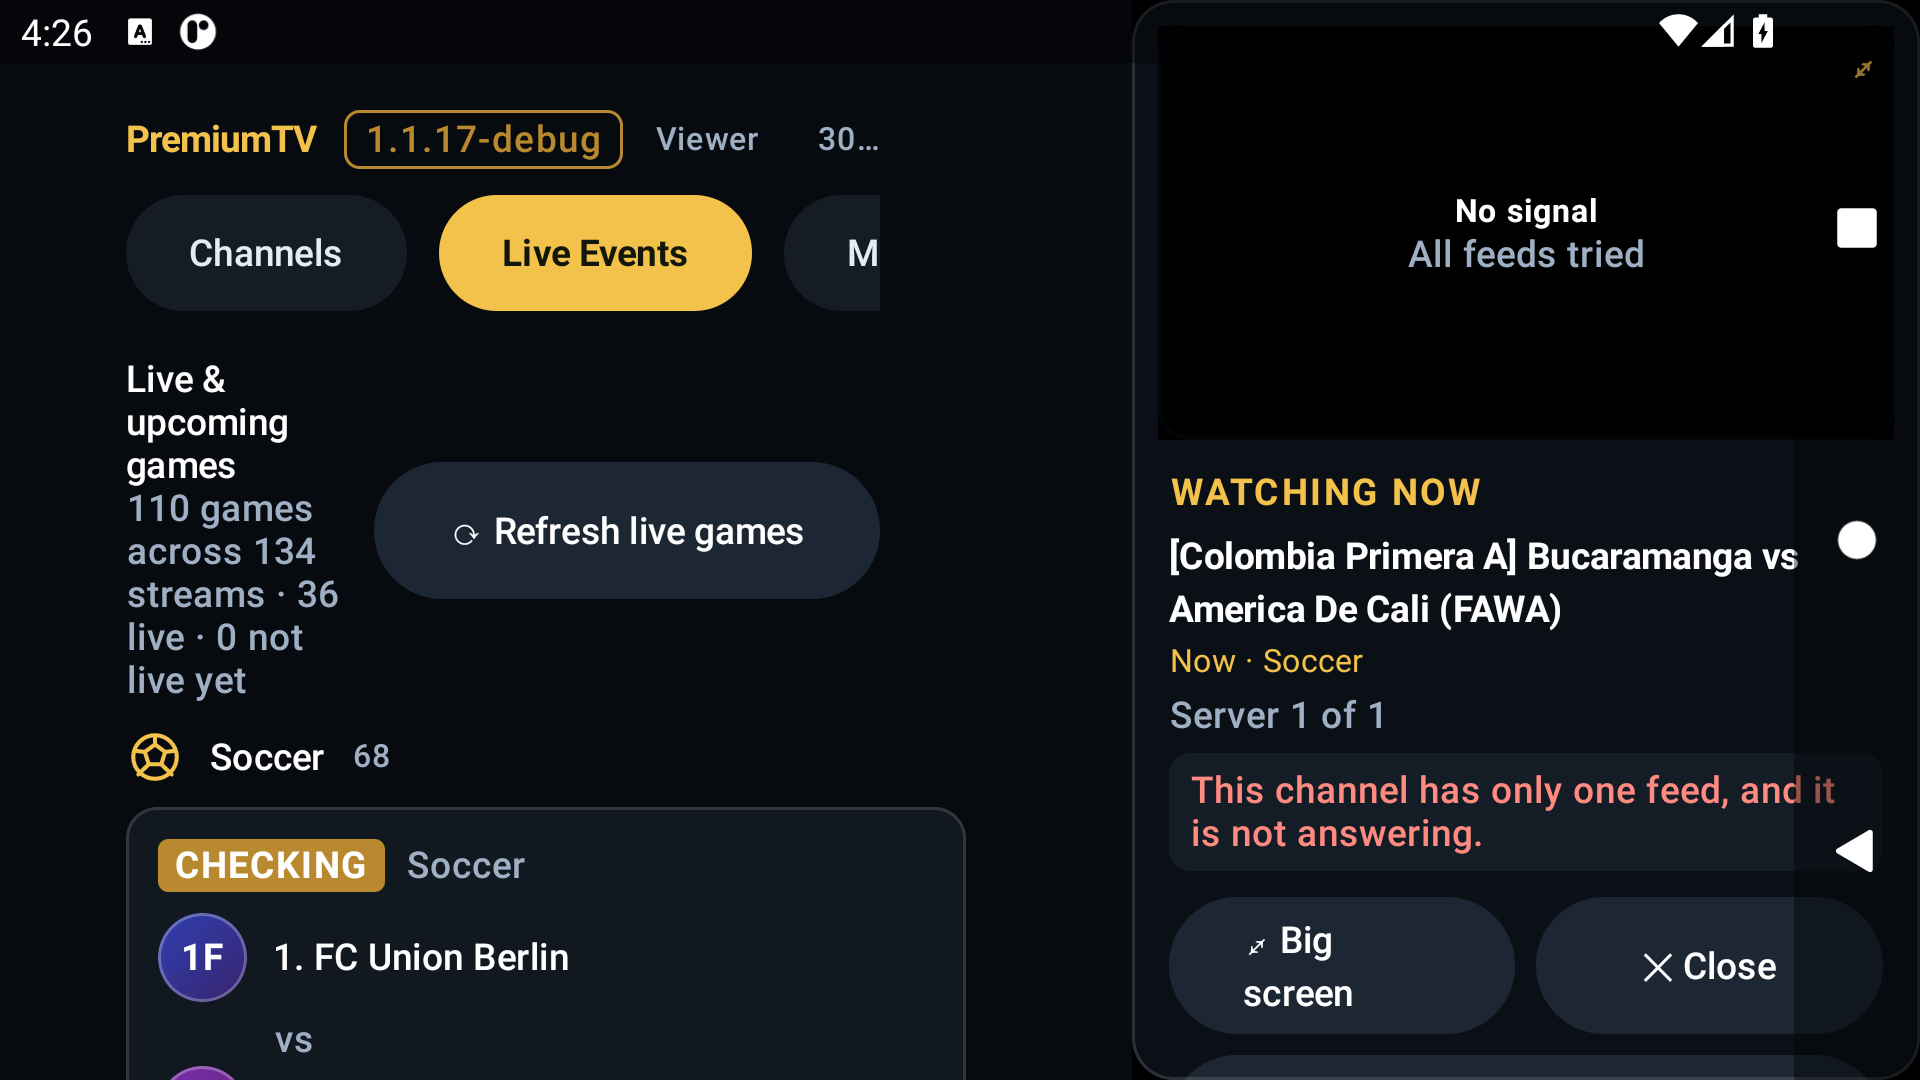 4:26
PremiumTV 1.1.17-debug Viewer 30…
Channels Live Events M
Live &
upcoming
games
110 games
across 134
streams · 36
live · 0 not
live yet
Refresh live games
Soccer 68
CHECKING Soccer
1F 1. FC Union Berlin
vs
No signal
All feeds tried
WATCHING NOW
[Colombia Primera A] Bucaramanga vs
America De Cali (FAWA)
Now · Soccer
Server 1 of 1
This channel has only one feed, and it
is not answering.
Big
screen
Close